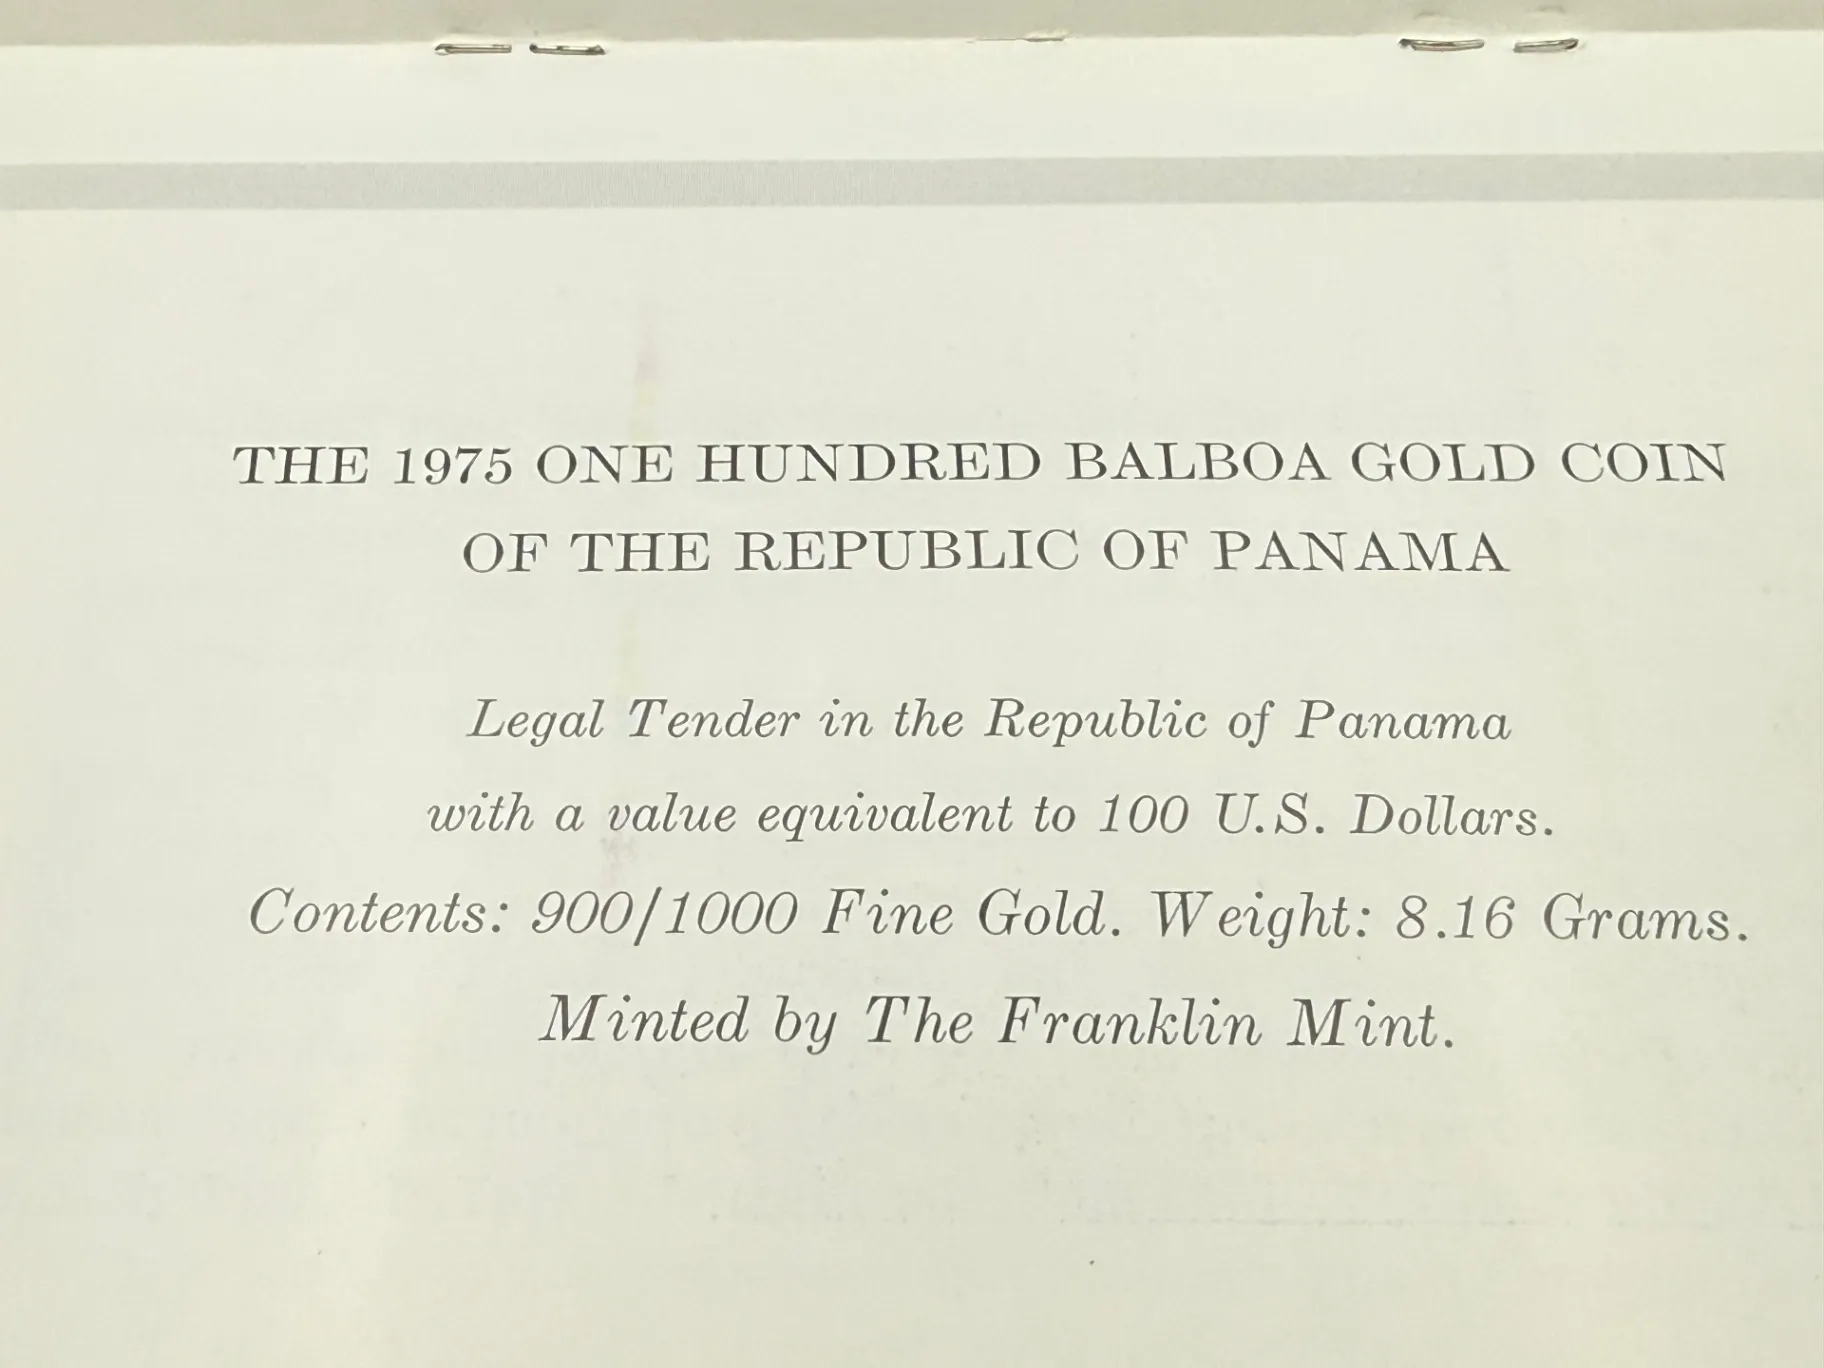 THE 1975 ONE HUNDRED BALBOA GOLD COIN
OF THE REPUBLIC OF PANAMA
Legal Tender in the Republic of Panama
with a value equivalent to 100 U.S. Dollars.
Contents: 900/1000 Fine Gold. Weight: 8.16 Grams.
Minted by The Franklin Mint.